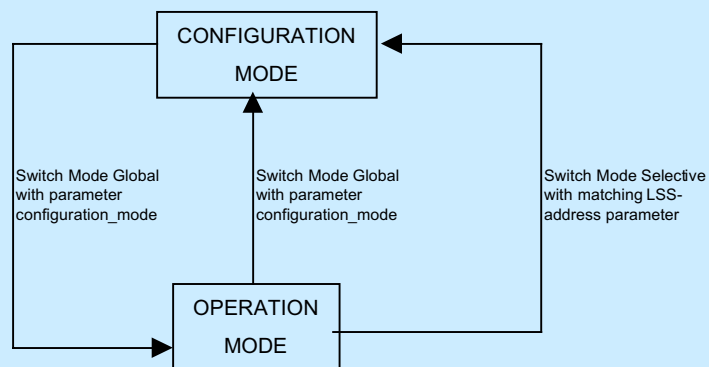 CONFIGURATION
MODE
Switch Mode Global
with parameter
configuration_mode
Switch Mode Global
with parameter
configuration_mode
Switch Mode Selective
with matching LSS-
address parameter
OPERATION
MODE